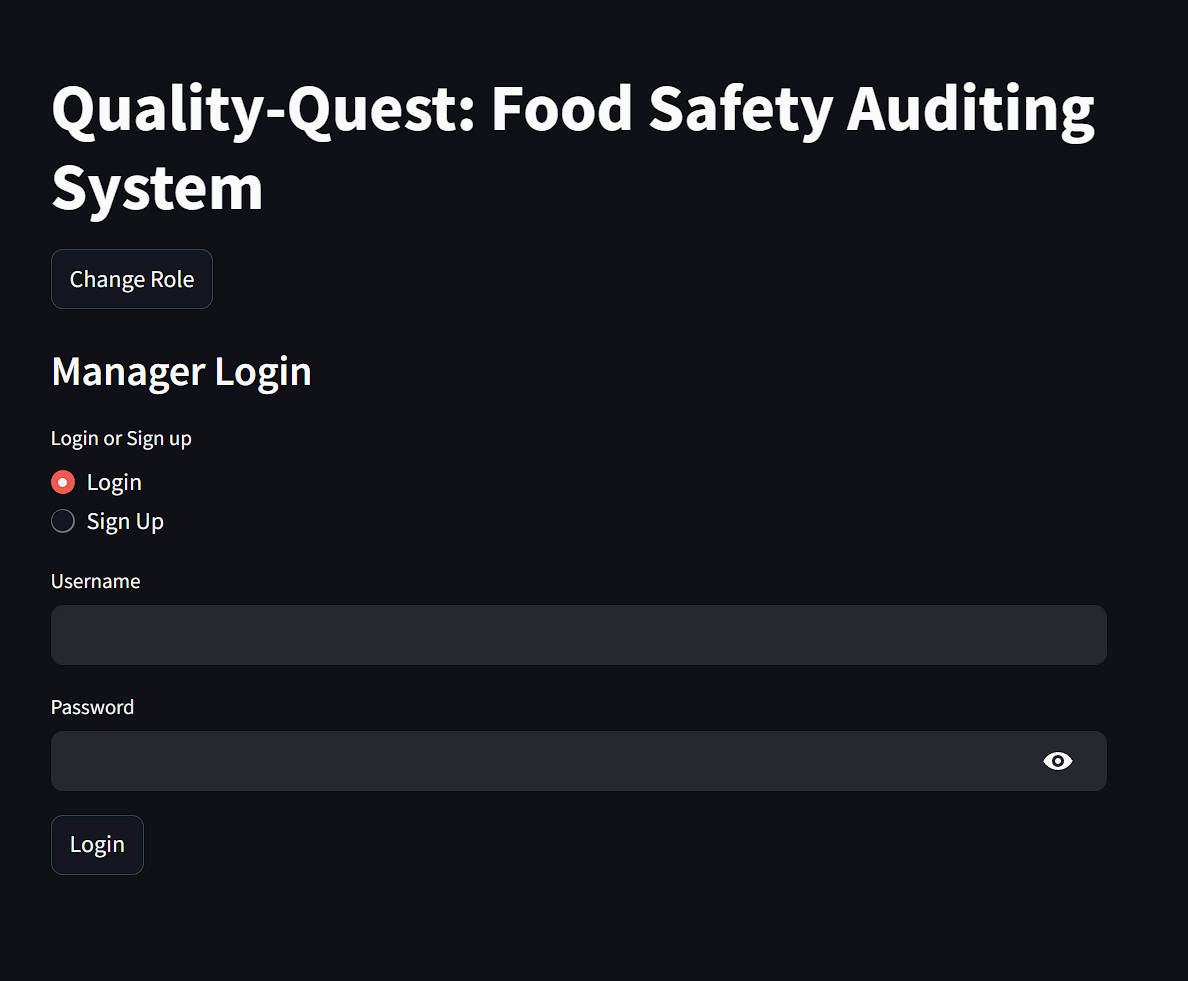 Quality-Quest: Food Safety Auditing
System
Change Role
Manager Login
Login or Sign up
Login
Sign Up
Username
Password
Login